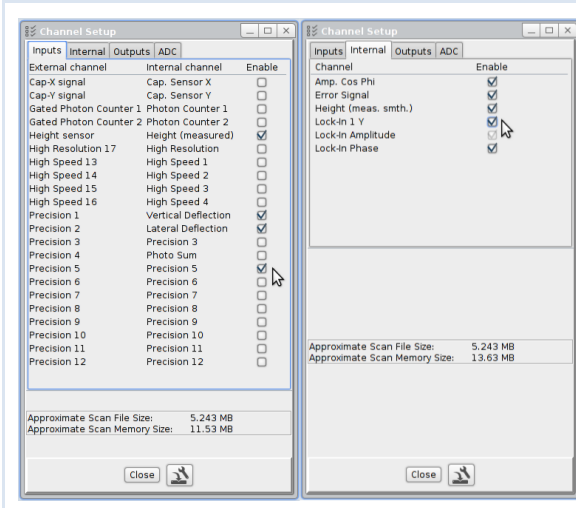 Channel Setup
Inputs Internal Outputs ADC
External channel Internal channel Enable
Cap-X signal Cap. Sensor X
Cap-Y signal Cap. Sensor Y
Gated Photon Counter 1 Photon Counter 1
Gated Photon Counter 2 Photon Counter 2
Height sensor Height (measured)
High Resolution 17 High Resolution
High Speed 13 High Speed 1
High Speed 14 High Speed 2
High Speed 15 High Speed 3
High Speed 16 High Speed 4
Precision 1 Vertical Deflection
Precision 2 Lateral Deflection
Precision 3 Precision 3
Precision 4 Photo Sum
Precision 5 Precision 5
Precision 6 Precision 6
Precision 7 Precision 7
Precision 8 Precision 8
Precision 9 Precision 9
Precision 10 Precision 10
Precision 11 Precision 11
Precision 12 Precision 12
Approximate Scan File Size: 5.243 MB
Approximate Scan Memory Size: 11.53 MB
Close
Channel Setup
Inputs Internal Outputs ADC
Channel Enable
Amp. Cos Phi
Error Signal
Height (meas. smth.)
Lock-In 1 Y
Lock-In Amplitude
Lock-In Phase
Approximate Scan File Size: 5.243 MB
Approximate Scan Memory Size: 13.63 MB
Close